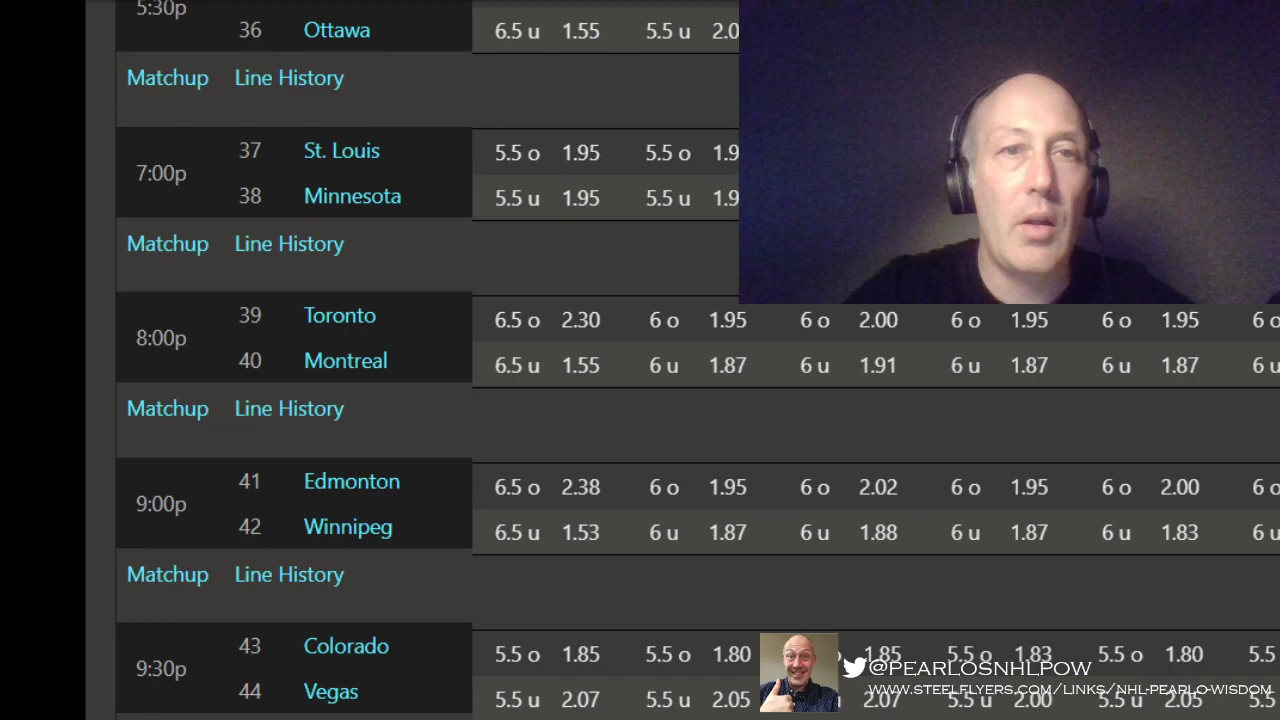 5:30p
36 Ottawa 6.5 u 1.55 5.5 u 2.0
Matchup Line History
7:00p
37 St. Louis 5.5 o 1.95 5.5 o 1.9
38 Minnesota 5.5 u 1.95 5.5 u 1.9
Matchup Line History
8:00p
39 Toronto 6.5 o 2.30 6 o 1.95 6 o 2.00 6 o 1.95 6 o 1.95 6 o
40 Montreal 6.5 u 1.55 6 u 1.87 6 u 1.91 6 u 1.87 6 u 1.87 6 u
Matchup Line History
9:00p
41 Edmonton 6.5 o 2.38 6 o 1.95 6 o 2.02 6 o 1.95 6 o 2.00 6 o
42 Winnipeg 6.5 u 1.53 6 u 1.87 6 u 1.88 6 u 1.87 6 u 1.83 6 u
Matchup Line History
9:30p
43 Colorado 5.5 o 1.85 5.5 o 1.80 o 1.85 5.5 o 1.83 5.5 o 1.80 5.5
44 Vegas 5.5 u 2.07 5.5 u 2.05 u 2.07 5.5 u 2.00 5.5 u 2.05 5.5
@PEARLOSNHLPOW
WWW.STEELFLYERS.COM/LINKS/NHL-PEARLO-WISDOM